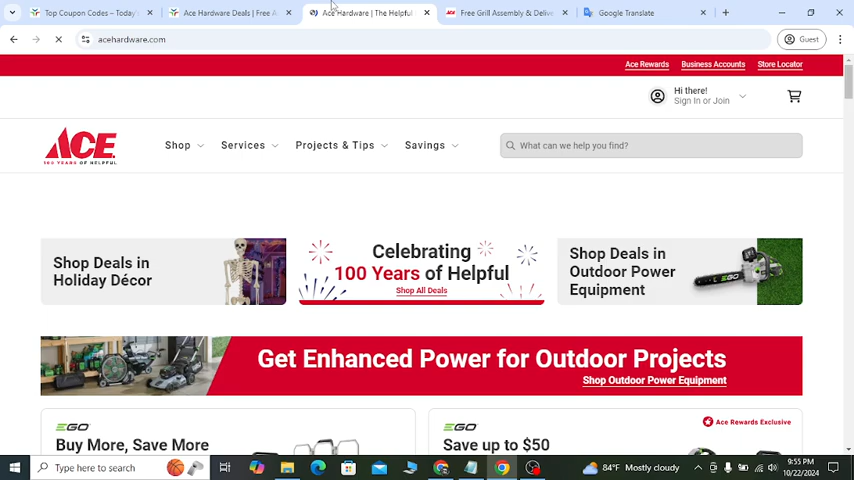 Top Coupon Codes – Today's
Ace Hardware Deals | Free A
Ace Hardware | The Helpful
Free Grill Assembly & Delive
Google Translate
acehardware.com
Guest
Ace Rewards
Business Accounts
Store Locator
Hi there!
Sign In or Join
ACE
100 YEARS OF HELPFUL
Shop
Services
Projects & Tips
Savings
What can we help you find?
Shop Deals in
Holiday Décor
Celebrating
100 Years of Helpful
Shop All Deals
Shop Deals in
Outdoor Power
Equipment
EGO
Get Enhanced Power for Outdoor Projects
Shop Outdoor Power Equipment
EGO
Buy More, Save More
EGO
Ace Rewards Exclusive
Save up to $50
Type here to search
84°F Mostly cloudy
9:55 PM
10/22/2024